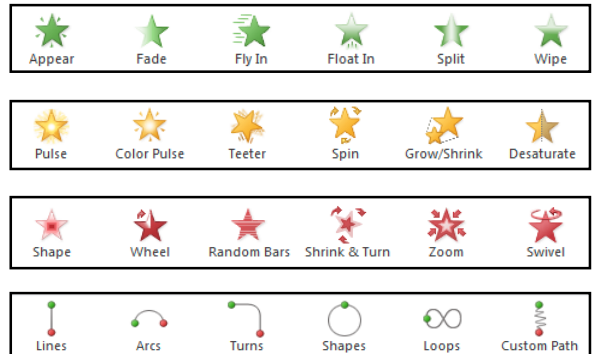 Appear Fade Fly In Float In Split Wipe
Pulse Color Pulse Teeter Spin Grow/Shrink Desaturate
Shape Wheel Random Bars Shrink & Turn Zoom Swivel
Lines Arcs Turns Shapes Loops Custom Path